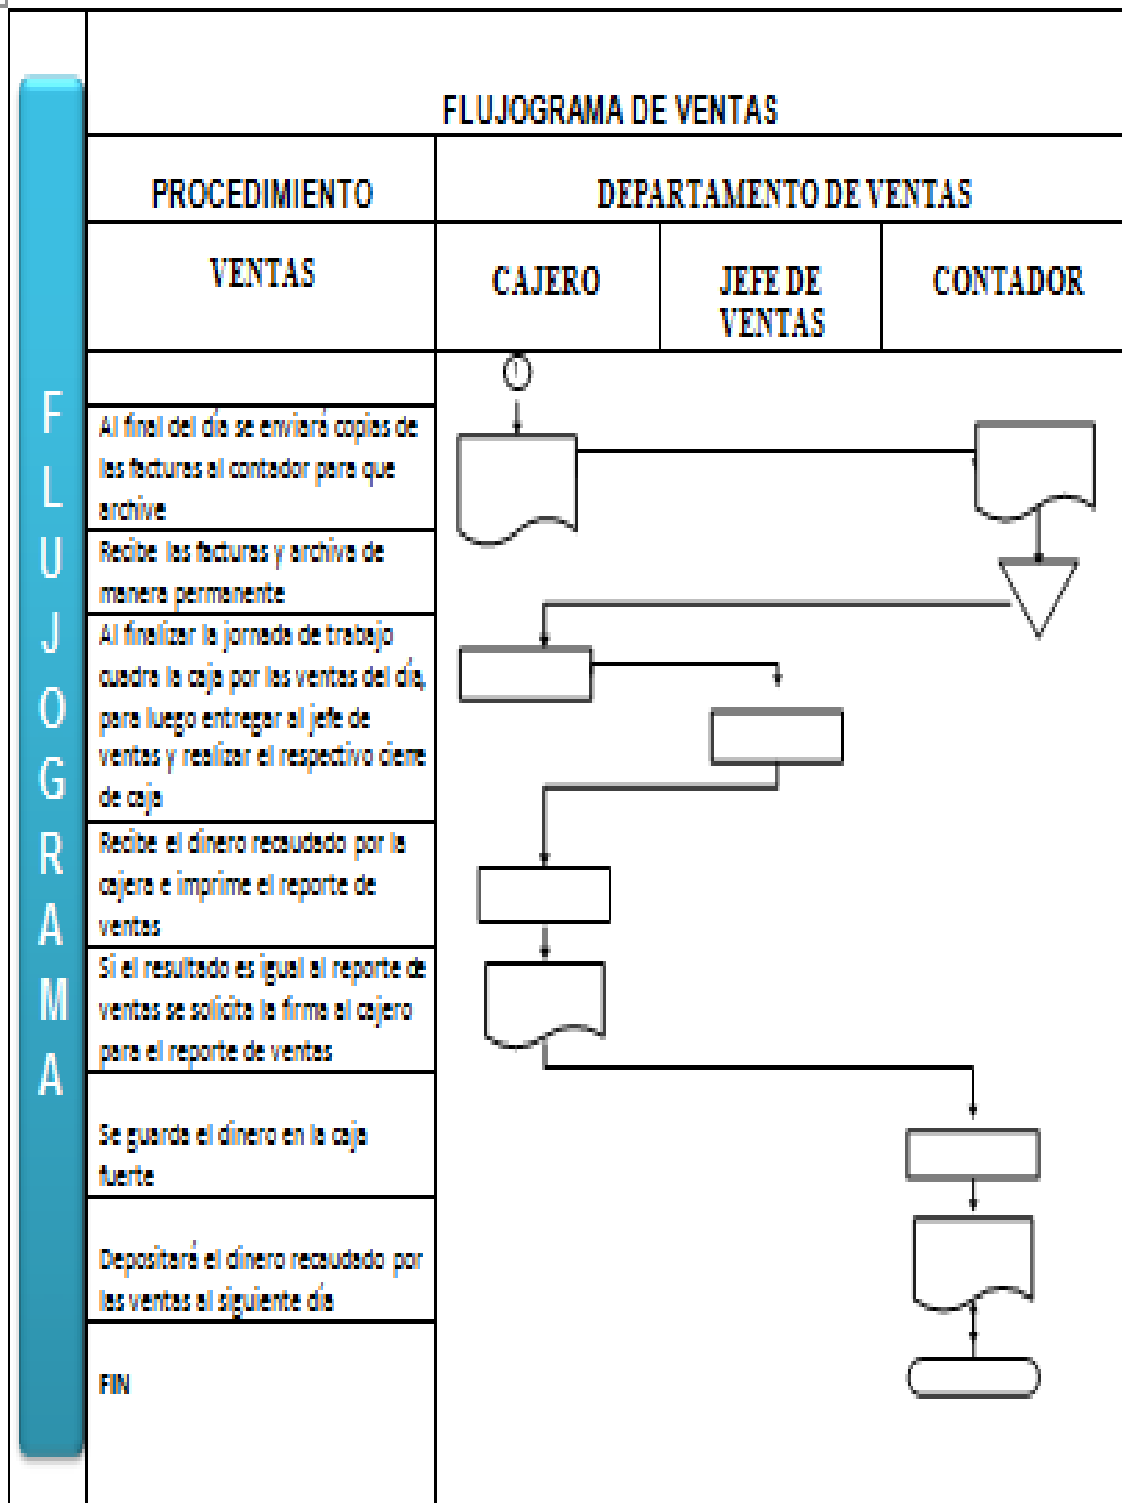 FLUJOGRAMA
FLUJOGRAMA DE VENTAS
PROCEDIMIENTO
DEPARTAMENTO DE VENTAS
VENTAS
CAJERO
JEFE DE
VENTAS
CONTADOR
Al final del día se enviará copias de
las facturas al contador para que
archive
Recibe las facturas y archiva de
manera permanente
Al finalizar la jornada de trabajo
cuadra la caja por las ventas del día,
para luego entregar al jefe de
ventas y realizar el respectivo cierre
de caja
Recibe el dinero recaudado por la
cajera e imprime el reporte de
ventas
Si el resultado es igual al reporte de
ventas se solicita la firma al cajero
para el reporte de ventas
Se guarda el dinero en la caja
fuerte
Depositará el dinero recaudado por
las ventas al siguiente día
FIN